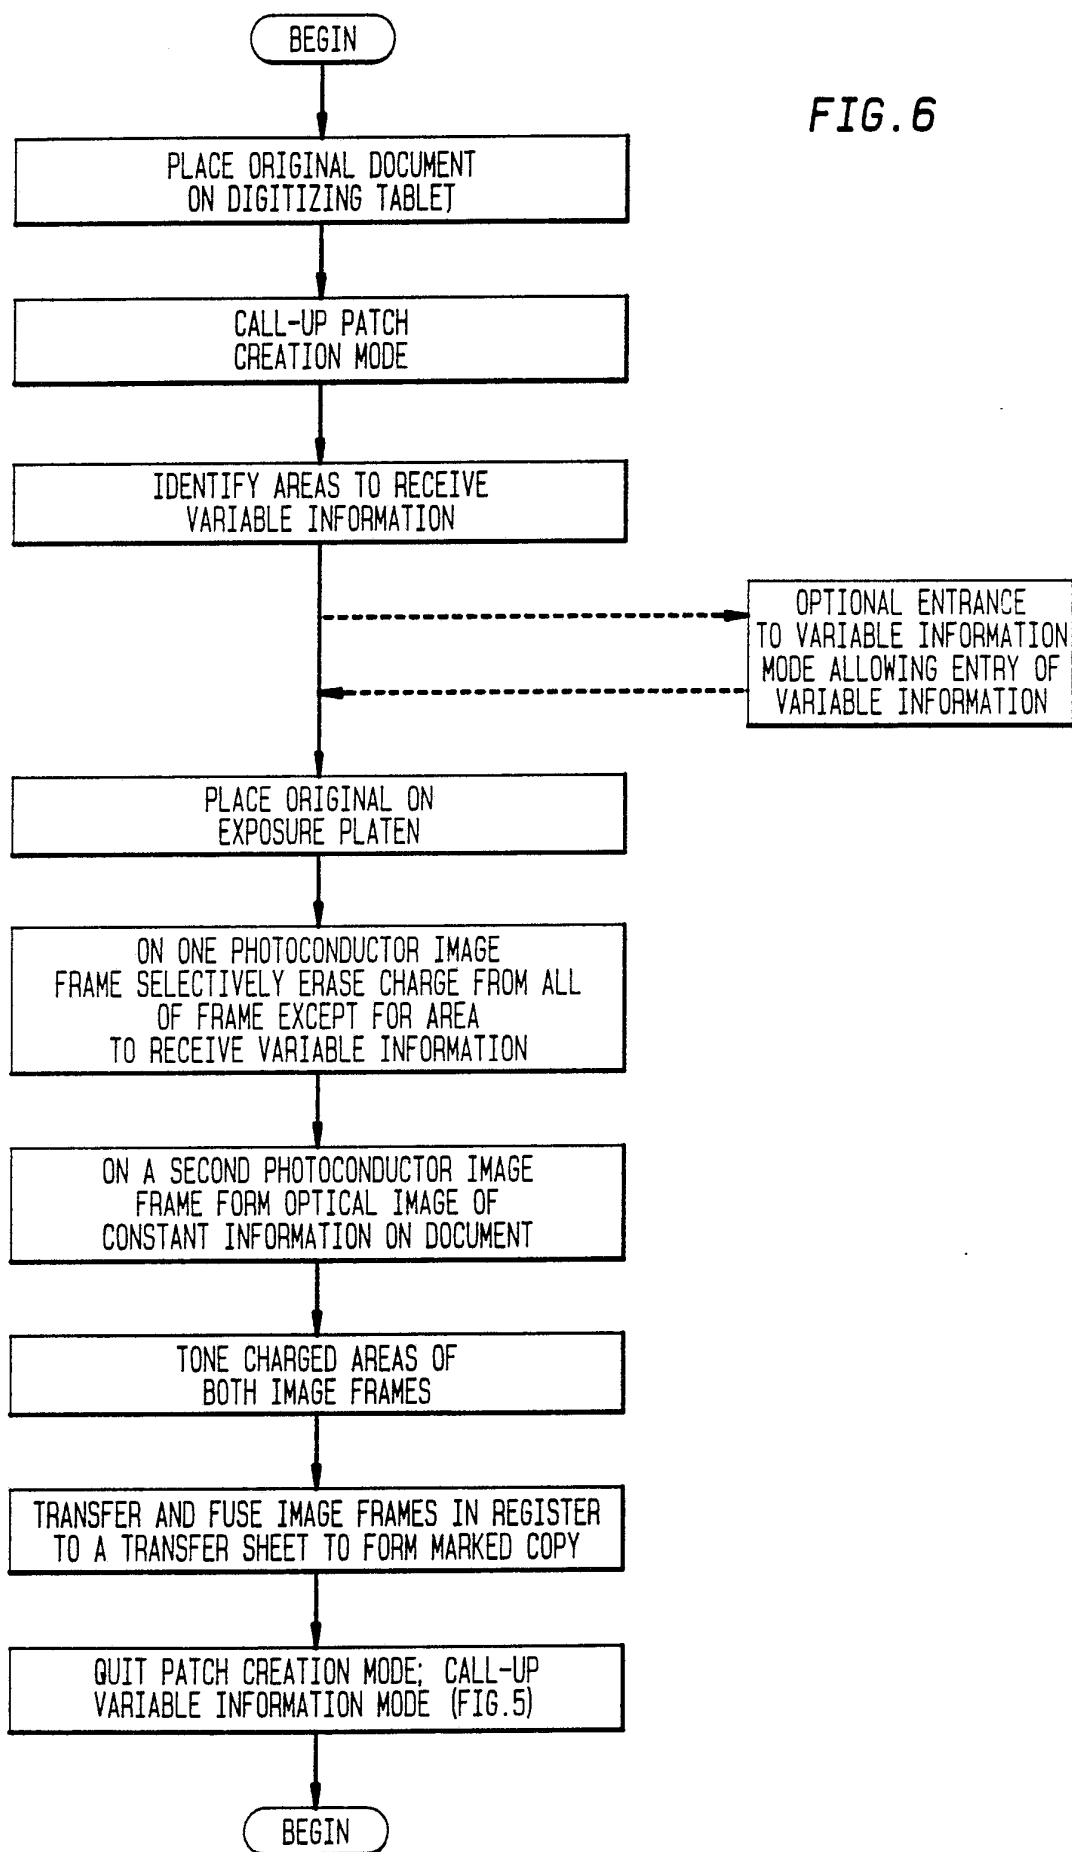 BEGIN
FIG.6
PLACE ORIGINAL DOCUMENT
ON DIGITIZING TABLET
CALL-UP PATCH
CREATION MODE
IDENTIFY AREAS TO RECEIVE
VARIABLE INFORMATION
OPTIONAL ENTRANCE
TO VARIABLE INFORMATION
MODE ALLOWING ENTRY OF
VARIABLE INFORMATION
PLACE ORIGINAL ON
EXPOSURE PLATEN
ON ONE PHOTOCONDUCTOR IMAGE
FRAME SELECTIVELY ERASE CHARGE FROM ALL
OF FRAME EXCEPT FOR AREA
TO RECEIVE VARIABLE INFORMATION
ON A SECOND PHOTOCONDUCTOR IMAGE
FRAME FORM OPTICAL IMAGE OF
CONSTANT INFORMATION ON DOCUMENT
TONE CHARGED AREAS OF
BOTH IMAGE FRAMES
TRANSFER AND FUSE IMAGE FRAMES IN REGISTER
TO A TRANSFER SHEET TO FORM MARKED COPY
QUIT PATCH CREATION MODE; CALL-UP
VARIABLE INFORMATION MODE (FIG.5)
BEGIN